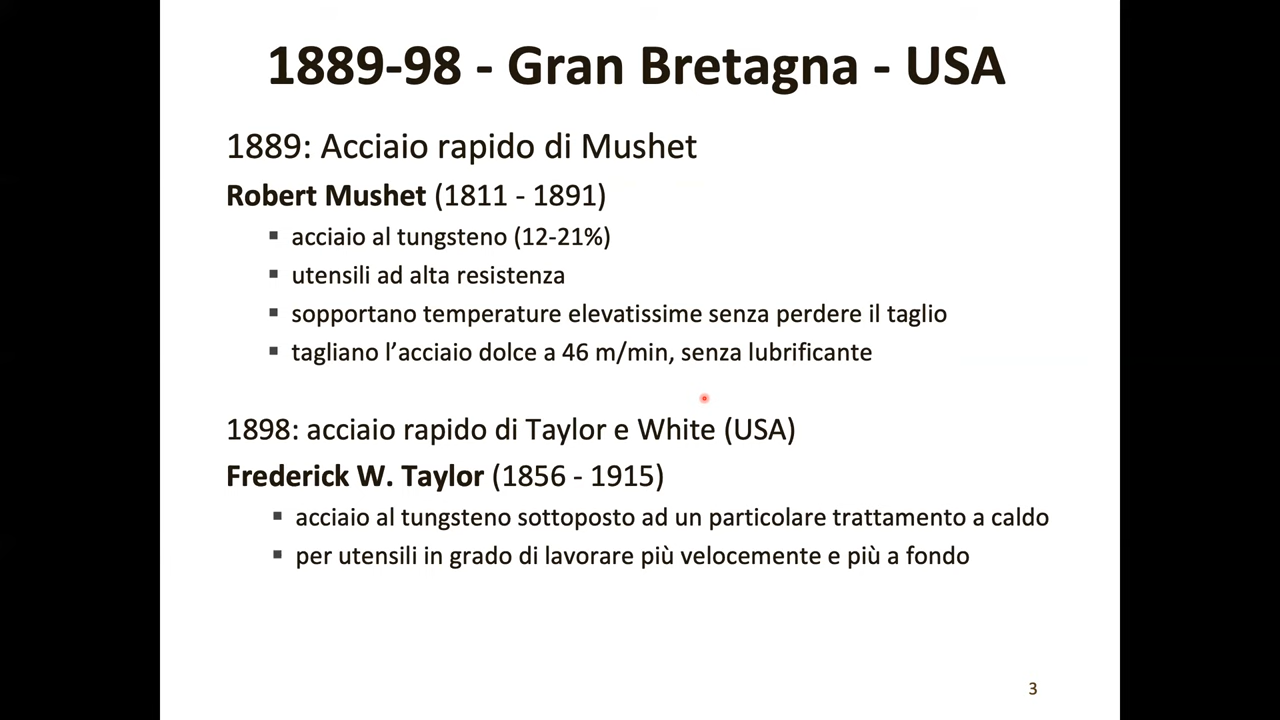 1889-98 - Gran Bretagna - USA
1889: Acciaio rapido di Mushet
Robert Mushet (1811 - 1891)
▪ acciaio al tungsteno (12-21%)
▪ utensili ad alta resistenza
▪ sopportano temperature elevatissime senza perdere il taglio
▪ tagliano l’acciaio dolce a 46 m/min, senza lubrificante
1898: acciaio rapido di Taylor e White (USA)
Frederick W. Taylor (1856 - 1915)
▪ acciaio al tungsteno sottoposto ad un particolare trattamento a caldo
▪ per utensili in grado di lavorare più velocemente e più a fondo
3